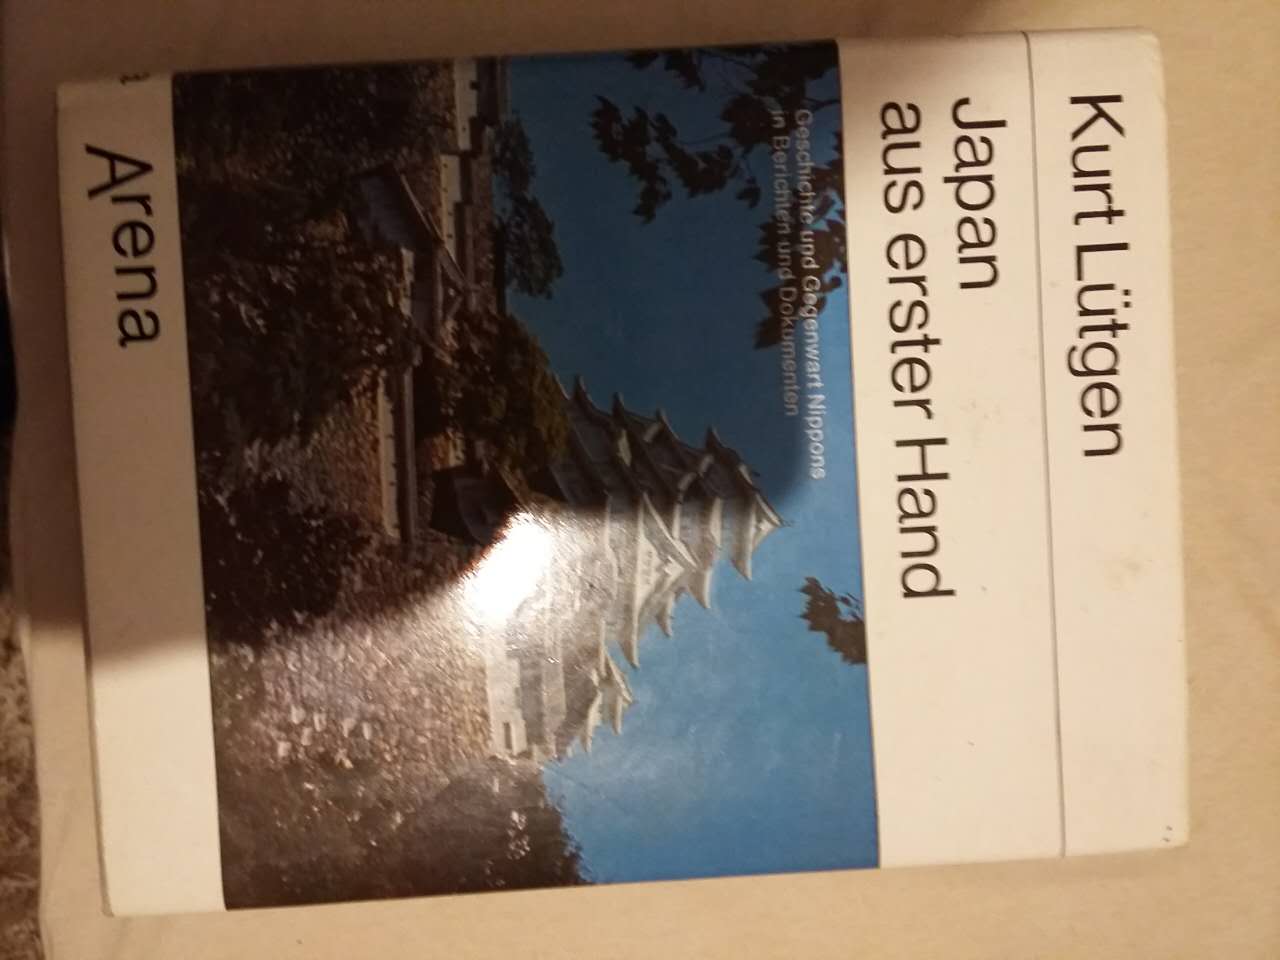 Kurt Lütgen
Japan
aus erster Hand
Geschichte und Gegenwart Nippons
in Berichten und Dokumenten
Arena